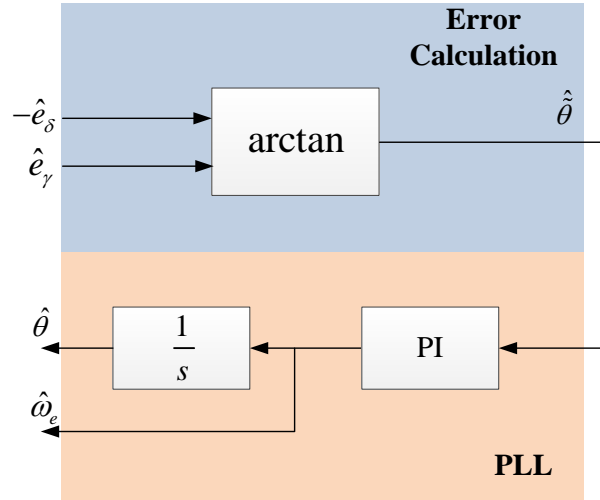 Error
Calculation
−ê_δ
ê_γ
arctan
θ̃̂
θ̂
1
s
PI
ω̂_e
PLL